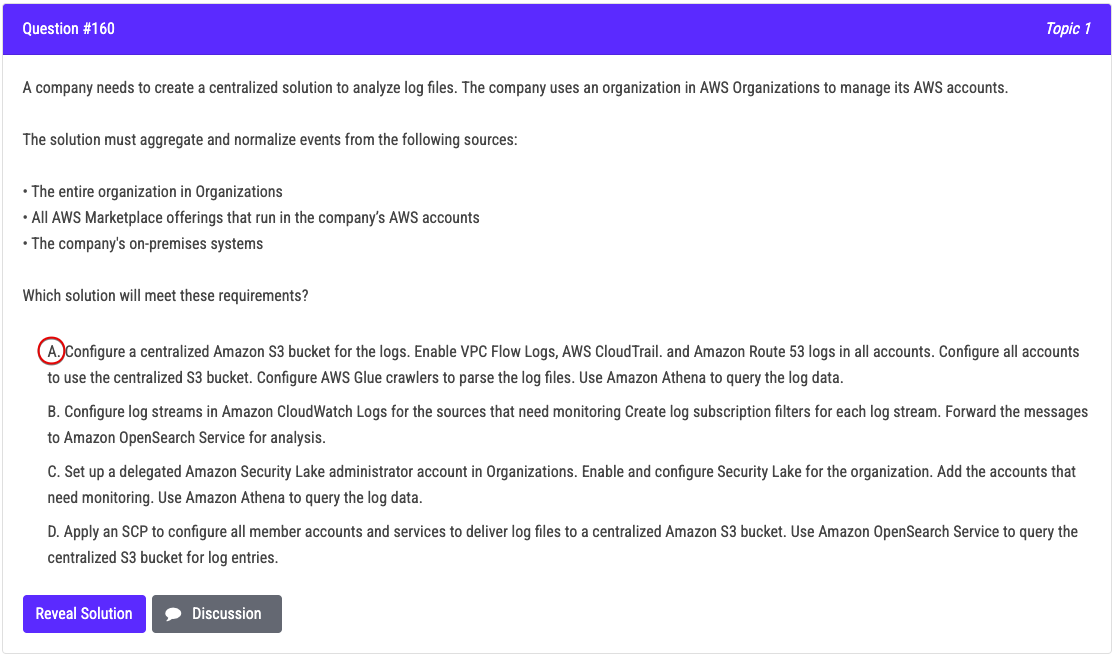 Question #160
Topic 1
A company needs to create a centralized solution to analyze log files. The company uses an organization in AWS Organizations to manage its AWS accounts.
The solution must aggregate and normalize events from the following sources:
• The entire organization in Organizations
• All AWS Marketplace offerings that run in the company’s AWS accounts
• The company's on-premises systems
Which solution will meet these requirements?
A. Configure a centralized Amazon S3 bucket for the logs. Enable VPC Flow Logs, AWS CloudTrail. and Amazon Route 53 logs in all accounts. Configure all accounts
to use the centralized S3 bucket. Configure AWS Glue crawlers to parse the log files. Use Amazon Athena to query the log data.
B. Configure log streams in Amazon CloudWatch Logs for the sources that need monitoring Create log subscription filters for each log stream. Forward the messages
to Amazon OpenSearch Service for analysis.
C. Set up a delegated Amazon Security Lake administrator account in Organizations. Enable and configure Security Lake for the organization. Add the accounts that
need monitoring. Use Amazon Athena to query the log data.
D. Apply an SCP to configure all member accounts and services to deliver log files to a centralized Amazon S3 bucket. Use Amazon OpenSearch Service to query the
centralized S3 bucket for log entries.
Reveal Solution
Discussion